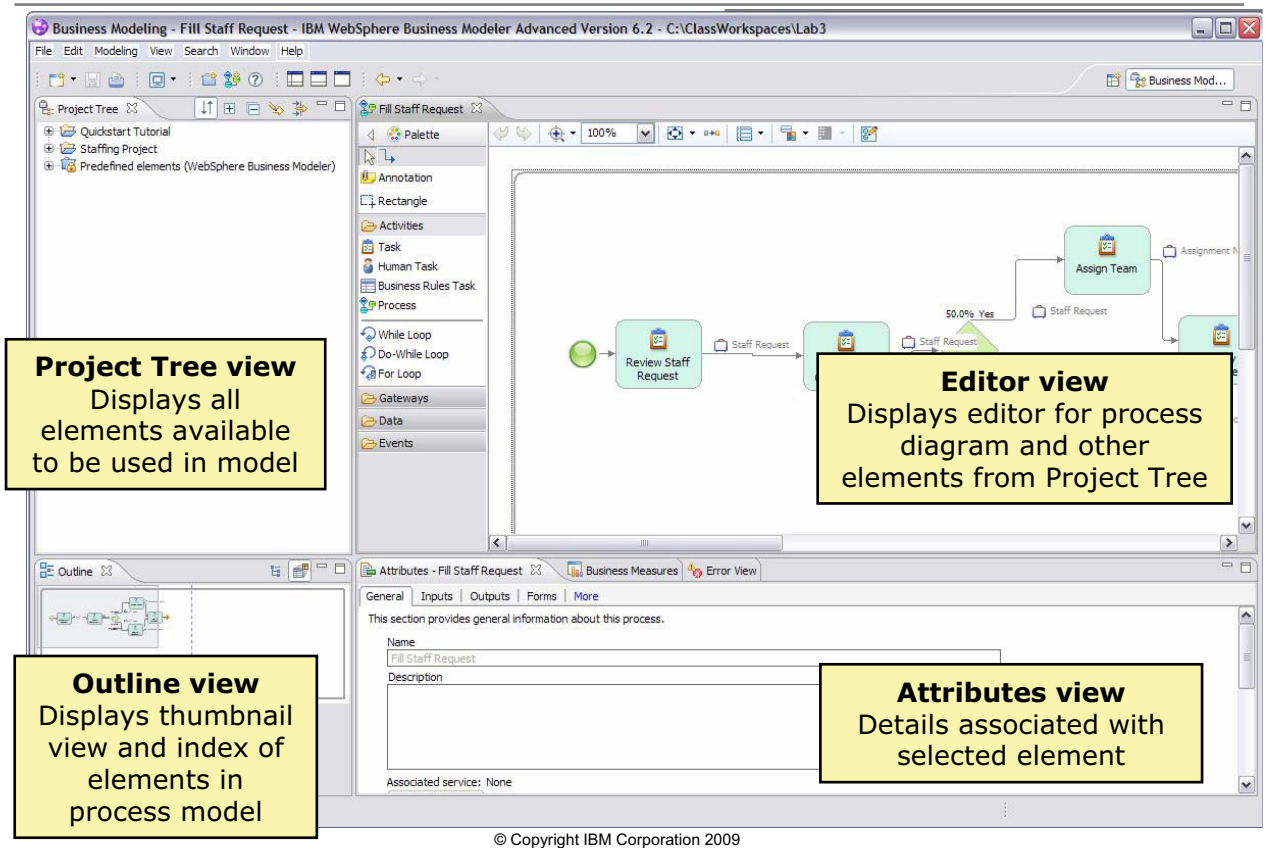 Business Modeling - Fill Staff Request - IBM WebSphere Business Modeler Advanced Version 6.2 - C:\ClassWorkspaces\Lab3
File Edit Modeling View Search Window Help
Business Mod...
Project Tree
Quickstart Tutorial
Staffing Project
Predefined elements (WebSphere Business Modeler)
Fill Staff Request
Palette
100%
Annotation
Rectangle
Activities
Task
Human Task
Business Rules Task
Process
While Loop
Do-While Loop
For Loop
Gateways
Data
Events
Review Staff
Request
Staff Request
Staff Request
50.0% Yes
Staff Request
Assign Team
Assignment N
Project Tree view
Displays all
elements available
to be used in model
Editor view
Displays editor for process
diagram and other
elements from Project Tree
Outline
Outline view
Displays thumbnail
view and index of
elements in
process model
Attributes - Fill Staff Request
Business Measures
Error View
General Inputs Outputs Forms More
This section provides general information about this process.
Name
Fill Staff Request
Description
Associated service: None
Attributes view
Details associated with
selected element
© Copyright IBM Corporation 2009